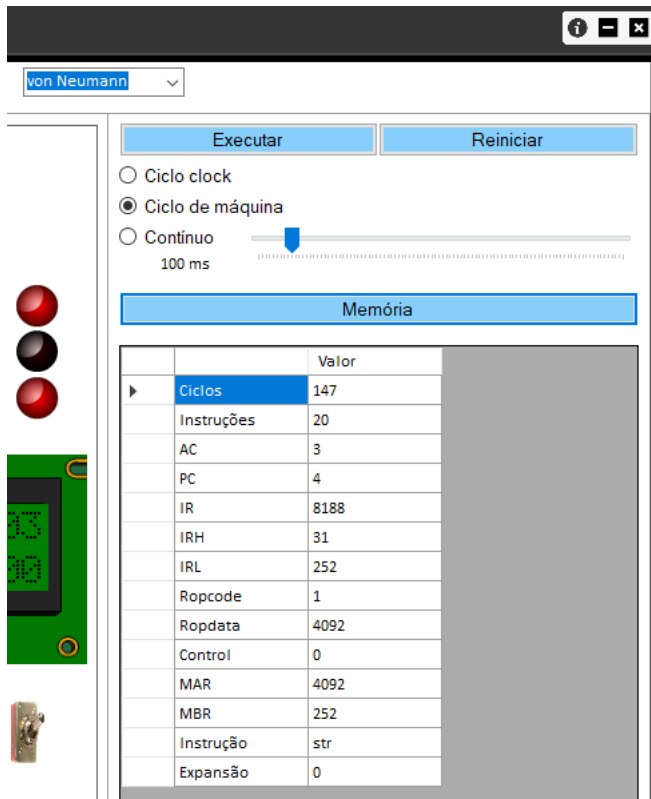 von Neumann
Executar Reiniciar
Ciclo clock
Ciclo de máquina
Contínuo
100 ms
Memória
Valor
Ciclos 147
Instruções 20
AC 3
PC 4
IR 8188
IRH 31
IRL 252
Ropcode 1
Ropdata 4092
Control 0
MAR 4092
MBR 252
Instrução str
Expansão 0